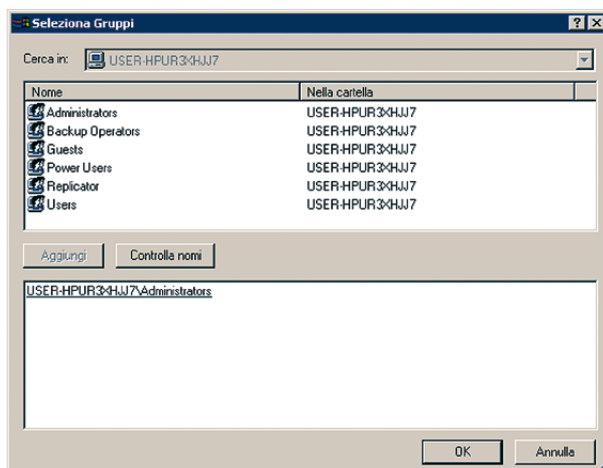 Seleziona Gruppi
Cerca in: USER-HPUR3XHJJ7
Nome Nella cartella
Administrators USER-HPUR3XHJJ7
Backup Operators USER-HPUR3XHJJ7
Guests USER-HPUR3XHJJ7
Power Users USER-HPUR3XHJJ7
Replicator USER-HPUR3XHJJ7
Users USER-HPUR3XHJJ7
Aggiungi Controlla nomi
USER-HPUR3XHJJ7\Administrators
OK Annulla